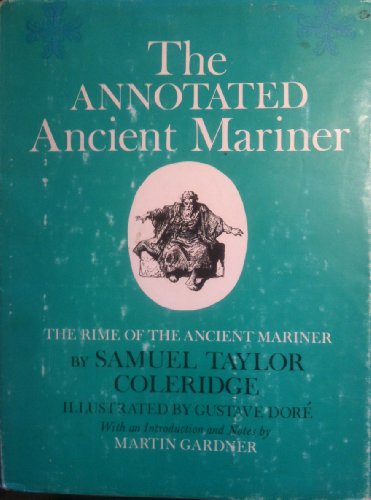 The
ANNOTATED
Ancient Mariner
THE RIME OF THE ANCIENT MARINER
BY SAMUEL TAYLOR
COLERIDGE
ILLUSTRATED BY GUSTAVE DORÉ
With an Introduction and Notes by
MARTIN GARDNER